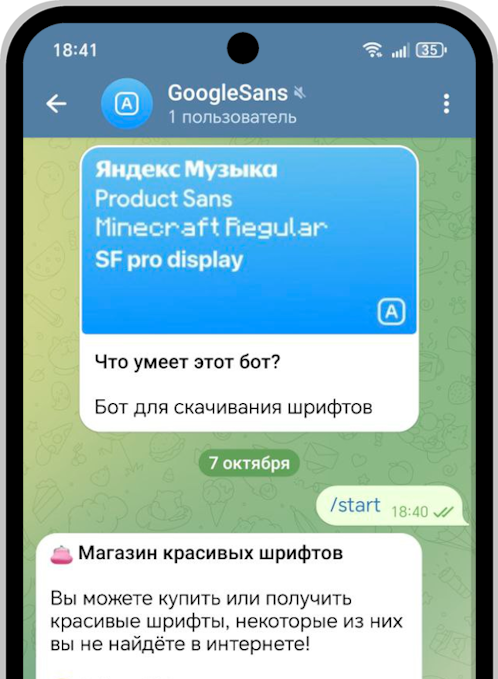 18:41
35
A
GoogleSans
1 пользователь
Яндекс Музыка
Product Sans
Minecraft Regular
SF pro display
A
Что умеет этот бот?
Бот для скачивания шрифтов
7 октября
/start 18:40
Магазин красивых шрифтов
Вы можете купить или получить
красивые шрифты, некоторые из них
вы не найдёте в интернете!